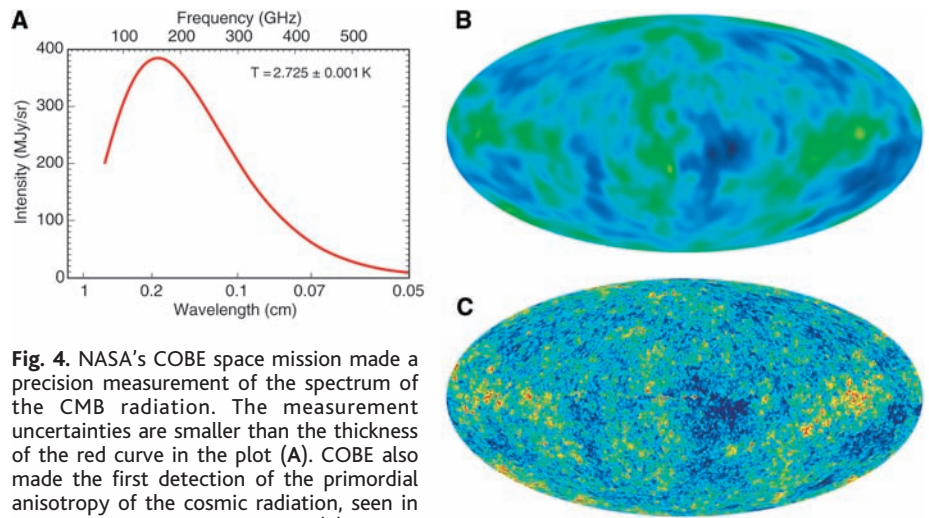 A
Frequency (GHz)
100 200 300 400 500
400
300
200
100
0
Intensity (MJy/sr)
T = 2.725 ± 0.001 K
1 0.2 0.1 0.07 0.05
Wavelength (cm)
B
C
Fig. 4. NASA's COBE space mission made a
precision measurement of the spectrum of
the CMB radiation. The measurement
uncertainties are smaller than the thickness
of the red curve in the plot (A). COBE also
made the first detection of the primordial
anisotropy of the cosmic radiation, seen in